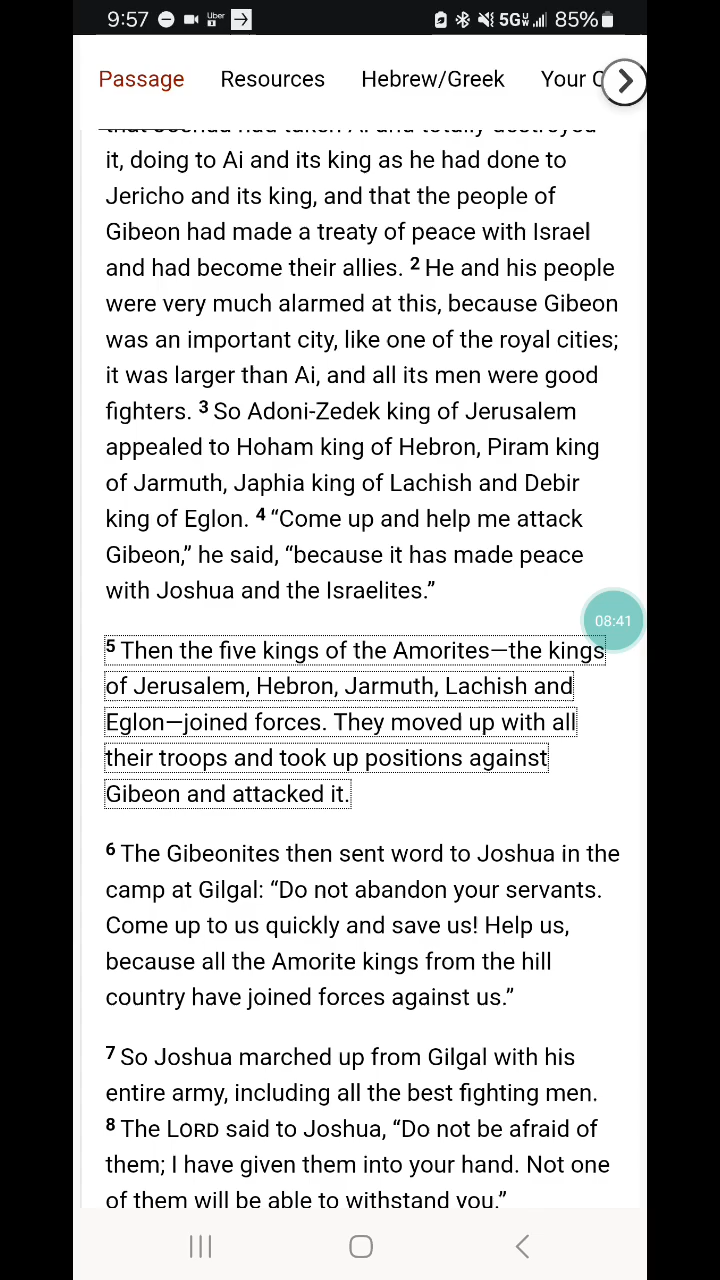 9:57 Uber 5G 85%
Passage Resources Hebrew/Greek Your
it, doing to Ai and its king as he had done to
Jericho and its king, and that the people of
Gibeon had made a treaty of peace with Israel
and had become their allies. 2 He and his people
were very much alarmed at this, because Gibeon
was an important city, like one of the royal cities;
it was larger than Ai, and all its men were good
fighters. 3 So Adoni-Zedek king of Jerusalem
appealed to Hoham king of Hebron, Piram king
of Jarmuth, Japhia king of Lachish and Debir
king of Eglon. 4 “Come up and help me attack
Gibeon,” he said, “because it has made peace
with Joshua and the Israelites.”
08:41
5 Then the five kings of the Amorites—the kings
of Jerusalem, Hebron, Jarmuth, Lachish and
Eglon—joined forces. They moved up with all
their troops and took up positions against
Gibeon and attacked it.
6 The Gibeonites then sent word to Joshua in the
camp at Gilgal: “Do not abandon your servants.
Come up to us quickly and save us! Help us,
because all the Amorite kings from the hill
country have joined forces against us.”
7 So Joshua marched up from Gilgal with his
entire army, including all the best fighting men.
8 The LORD said to Joshua, “Do not be afraid of
them; I have given them into your hand. Not one
of them will be able to withstand you.”